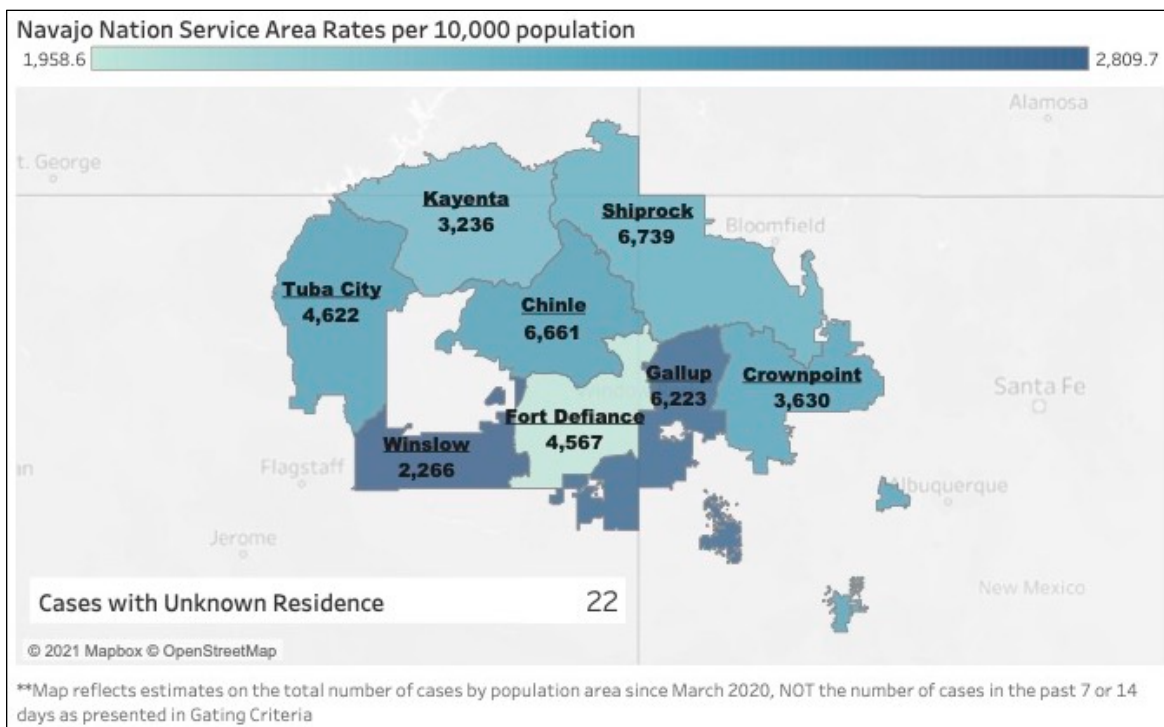 Navajo Nation Service Area Rates per 10,000 population
1,958.6
2,809.7
Alamosa
t. George
Kayenta
3,236
Shiprock
6,739
Bloomfield
Tuba City
4,622
Chinle
6,661
Gallup
6,223
Crownpoint
3,630
Santa Fe
Fort Defiance
4,567
Winslow
2,266
Flagstaff
an
Albuquerque
Jerome
New Mexico
Cases with Unknown Residence 22
© 2021 Mapbox © OpenStreetMap
**Map reflects estimates on the total number of cases by population area since March 2020, NOT the number of cases in the past 7 or 14
days as presented in Gating Criteria